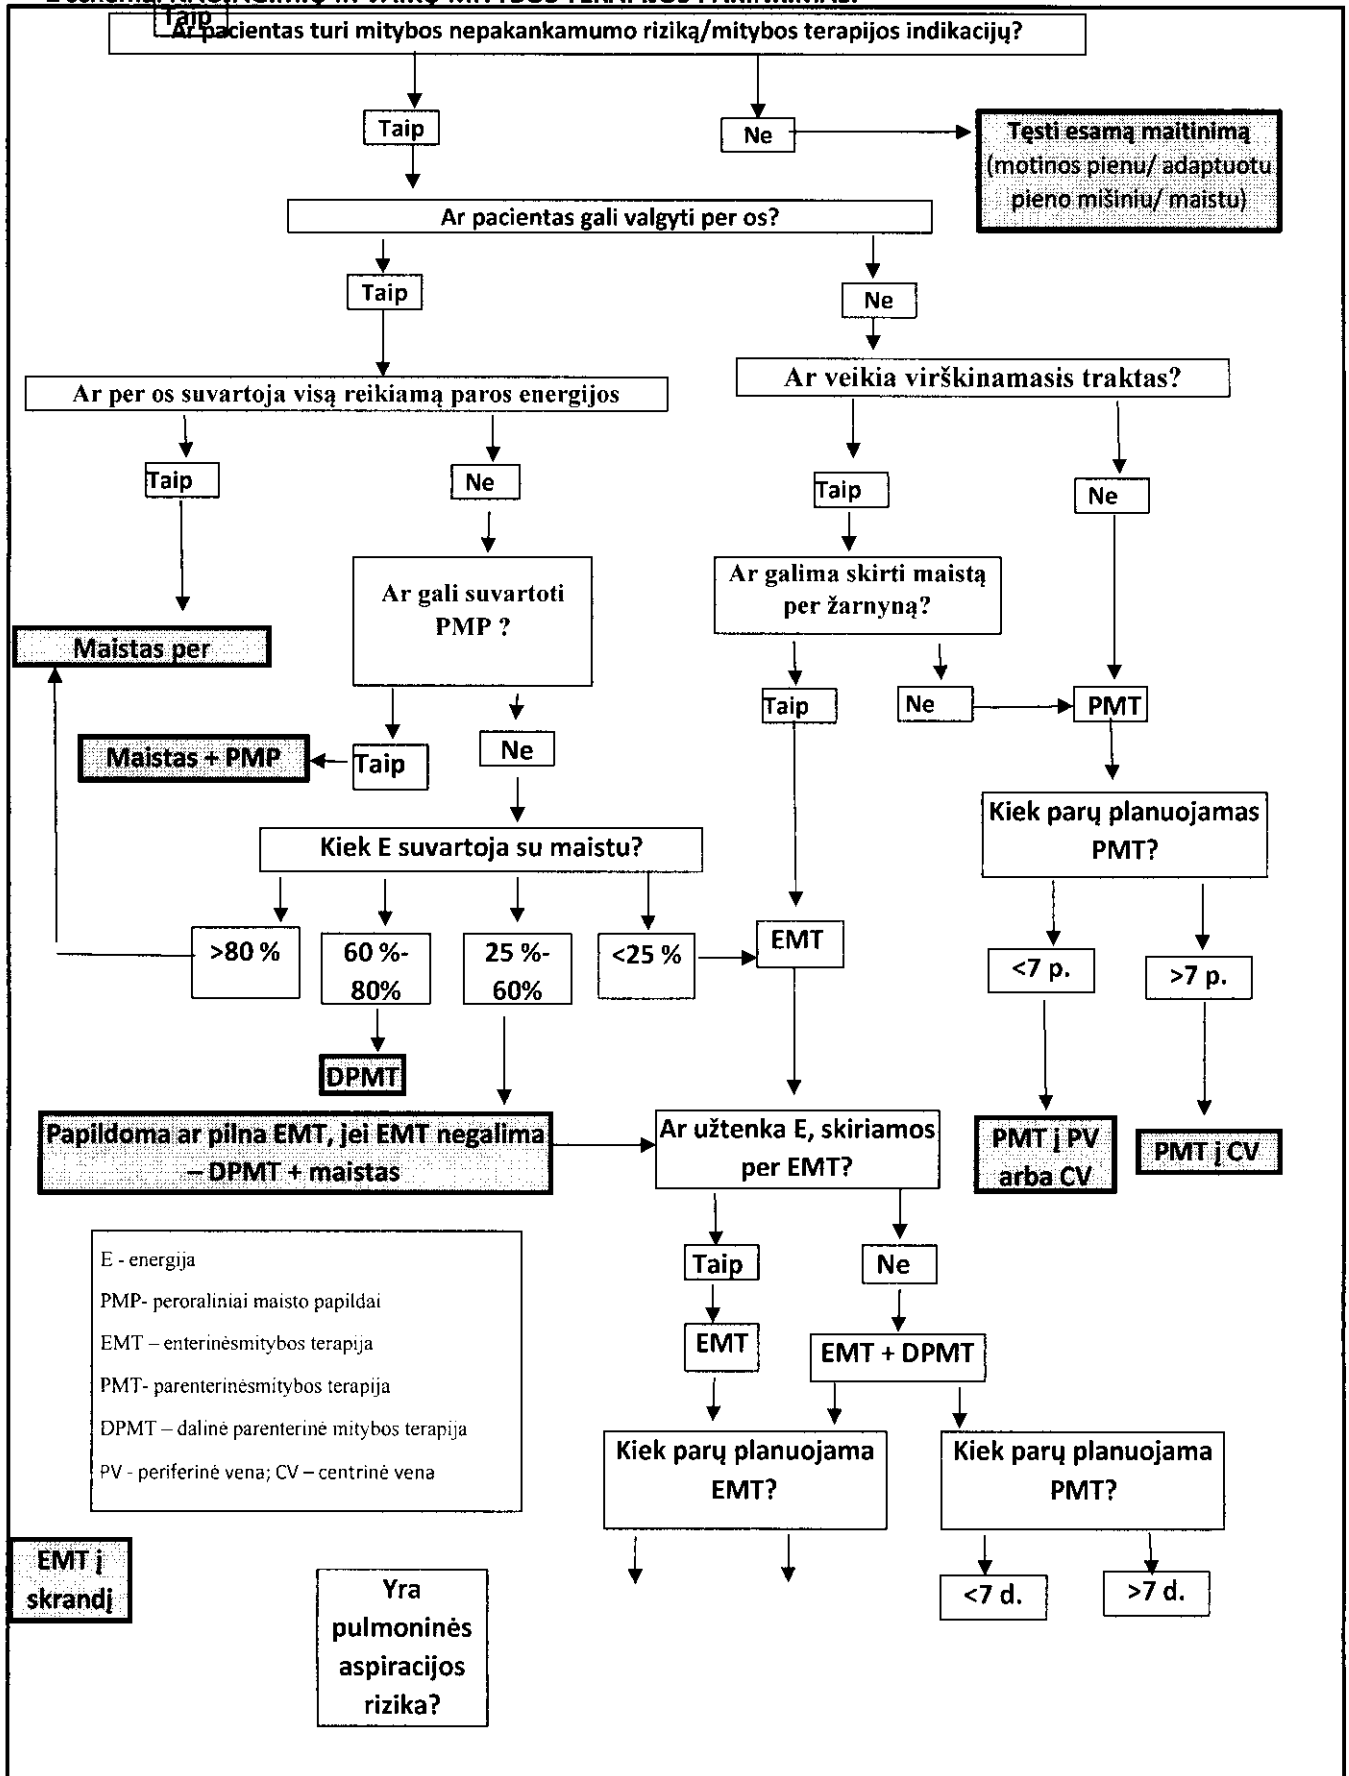 Taip
Ar pacientas turi mitybos nepakankamumo riziką/mitybos terapijos indikacijų?
Taip
Ne
Tęsti esamą maitinimą
(motinos pienu/ adaptuotu
pieno mišiniu/ maistu)
Ar pacientas gali valgyti per os?
Taip
Ne
Ar per os suvartoja visą reikiamą paros energijos
Ar veikia virškinamasis traktas?
Taip
Ne
Taip
Ne
Ar gali suvartoti
PMP ?
Ar galima skirti maistą
per žarnyną?
Maistas per
Taip
Ne
PMT
Maistas + PMP
Taip
Ne
Kiek parų planuojamas
PMT?
Kiek E suvartoja su maistu?
>80 %
60 %-
80%
25 %-
60%
<25 %
EMT
<7 p.
>7 p.
DPMT
Papildoma ar pilna EMT, jei EMT negalima
– DPMT + maistas
Ar užtenka E, skiriamos
per EMT?
PMT į PV
arba CV
PMT į CV
E - energija
PMP- peroraliniai maisto papildai
EMT – enterinėsmitybos terapija
PMT- parenterinėsmitybos terapija
DPMT – dalinė parenterinė mitybos terapija
PV - periferinė vena; CV – centrinė vena
Taip
Ne
EMT
EMT + DPMT
Kiek parų planuojama
EMT?
Kiek parų planuojama
PMT?
EMT į
skrandį
Yra
pulmoninės
aspiracijos
rizika?
<7 d.
>7 d.